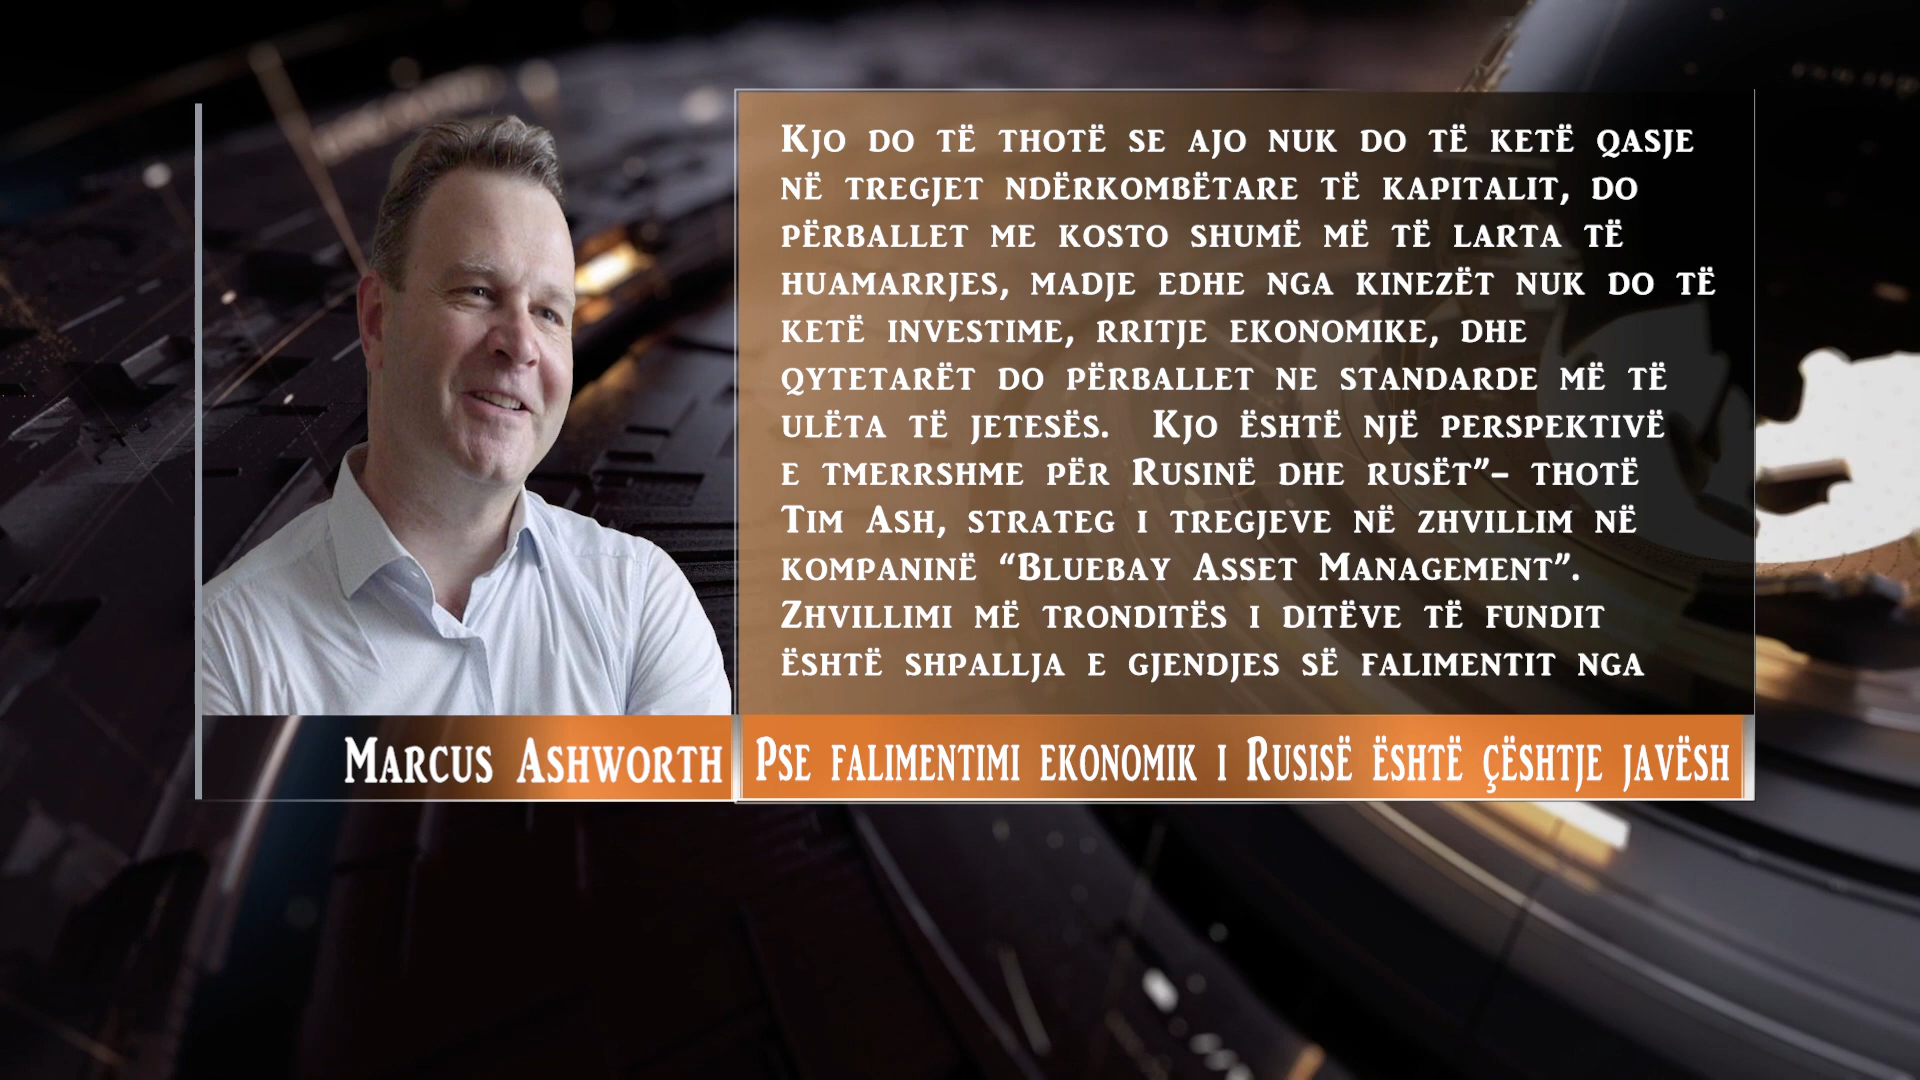 Kjo do të thotë se ajo nuk do të ketë qasje
në tregjet ndërkombëtare të kapitalit, do
përballet me kosto shumë më të larta të
huamarrjes, madje edhe nga kinezët nuk do të
ketë investime, rritje ekonomike, dhe
qytetarët do përballet ne standarde më të
ulëta të jetesës. Kjo është një perspektivë
e tmerrshme për Rusinë dhe rusët”– thotë
Tim Ash, strateg i tregjeve në zhvillim në
kompaninë “Bluebay Asset Management”.
Zhvillimi më tronditës i ditëve të fundit
është shpallja e gjendjes së falimentit nga
Marcus Ashworth
Pse falimentimi ekonomik i Rusisë është çështje javësh